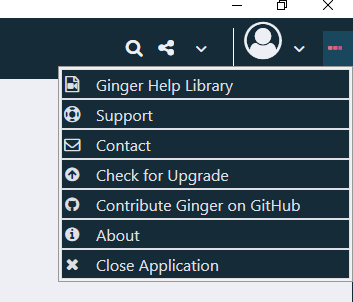 Ginger Help Library
Support
Contact
Check for Upgrade
Contribute Ginger on GitHub
About
Close Application